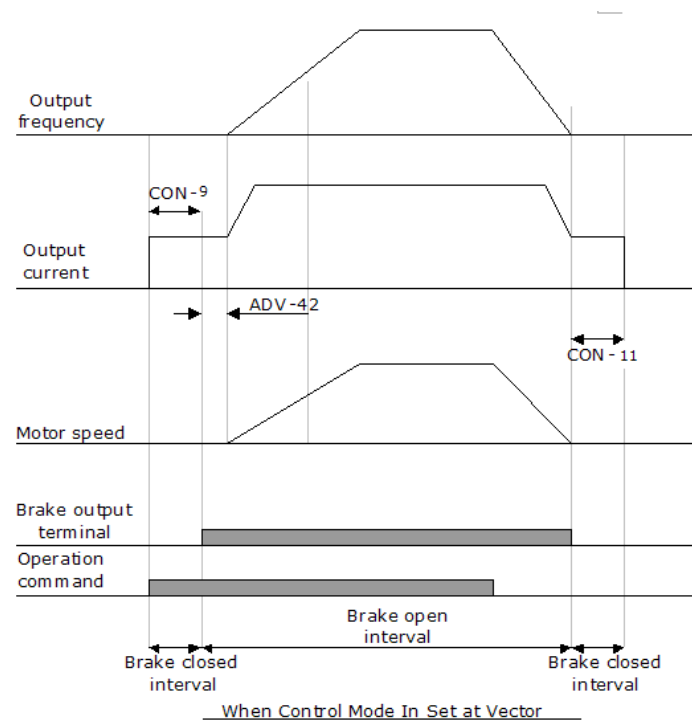 Output
frequency
CON-9
Output
current
ADV-42
CON-11
Motor speed
Brake output
terminal
Operation
command
Brake open
interval
Brake closed
interval
Brake closed
interval
When Control Mode In Set at Vector